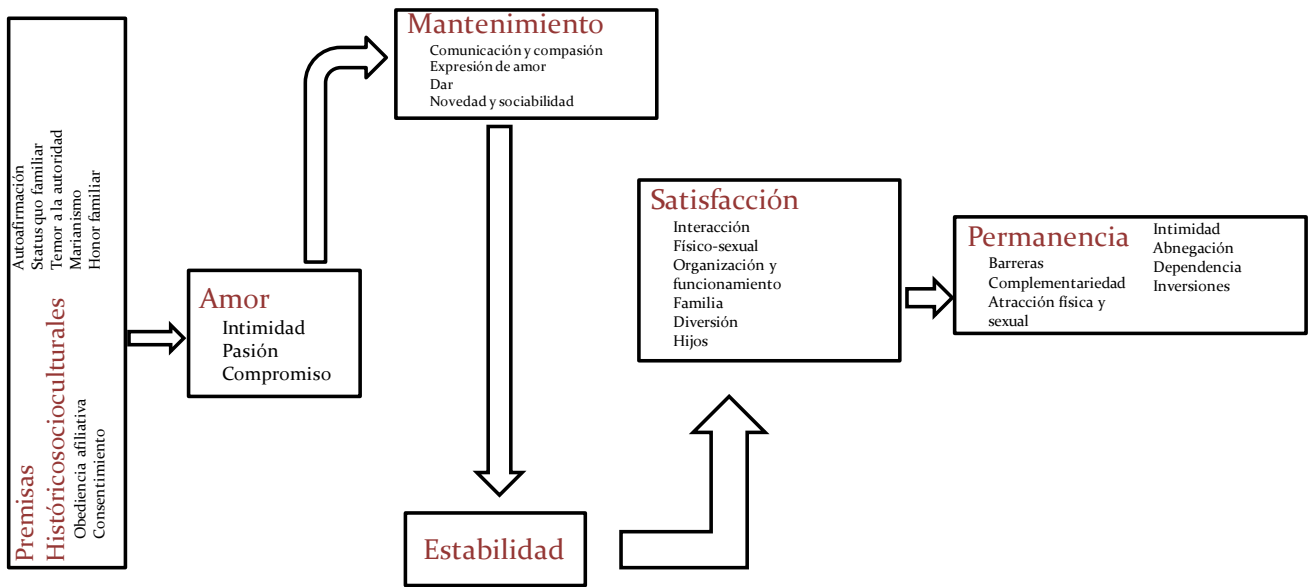 Premisas
Históricosocioculturales
Obediencia afiliativa
Consentimiento
Autoafirmación
Status quo familiar
Temor a la autoridad
Marianismo
Honor familiar
Amor
Intimidad
Pasión
Compromiso
Mantenimiento
Comunicación y compasión
Expresión de amor
Dar
Novedad y sociabilidad
Estabilidad
Satisfacción
Interacción
Físico-sexual
Organización y
funcionamiento
Familia
Diversión
Hijos
Permanencia
Barreras
Complementariedad
Atracción física y
sexual
Intimidad
Abnegación
Dependencia
Inversiones